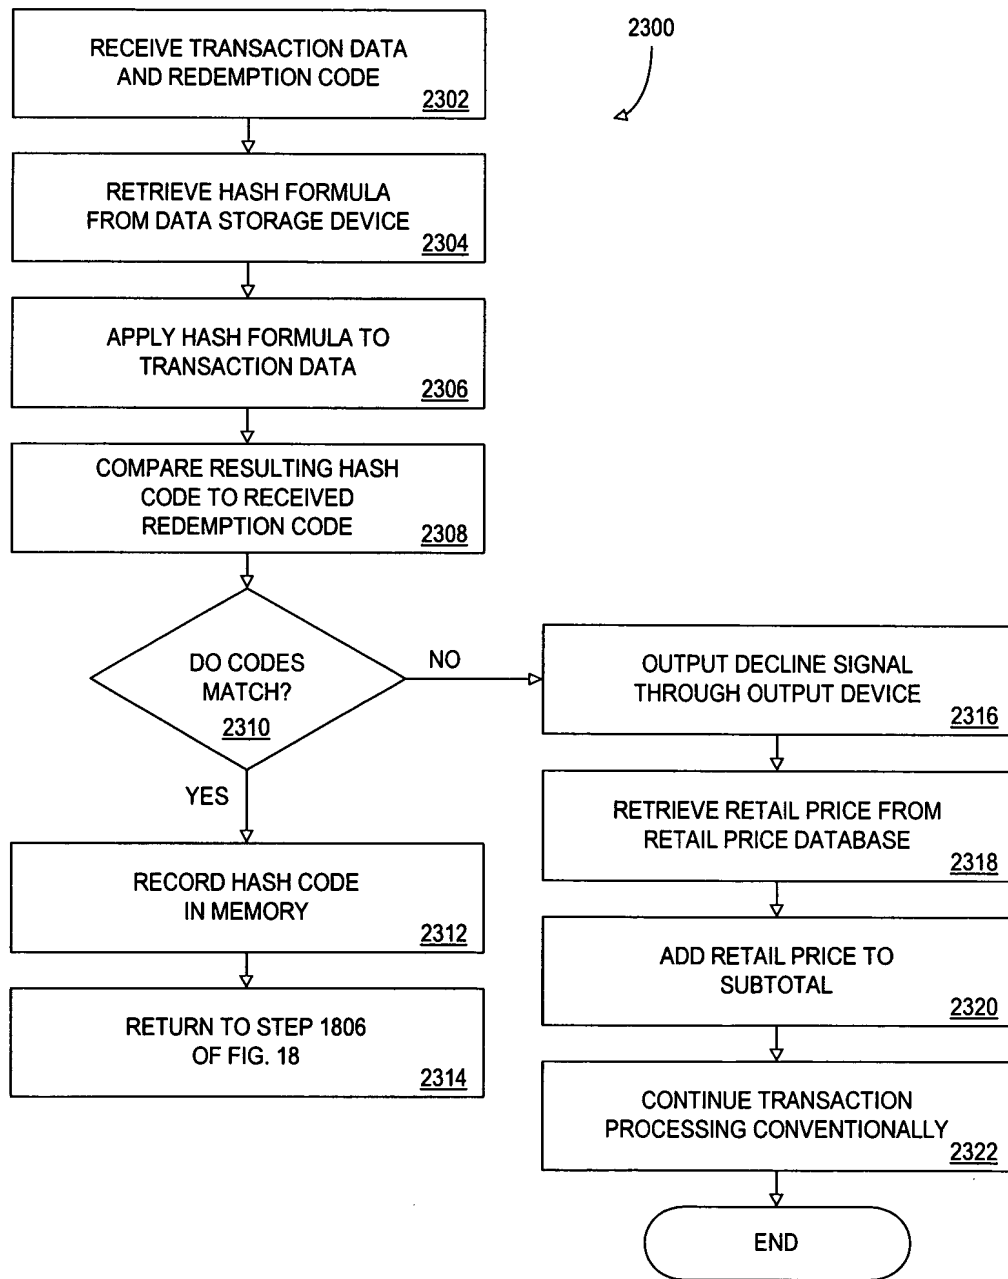 2300
RECEIVE TRANSACTION DATA
AND REDEMPTION CODE
2302
RETRIEVE HASH FORMULA
FROM DATA STORAGE DEVICE
2304
APPLY HASH FORMULA TO
TRANSACTION DATA
2306
COMPARE RESULTING HASH
CODE TO RECEIVED
REDEMPTION CODE
2308
DO CODES
MATCH?
2310
NO
YES
RECORD HASH CODE
IN MEMORY
2312
RETURN TO STEP 1806
OF FIG. 18
2314
OUTPUT DECLINE SIGNAL
THROUGH OUTPUT DEVICE
2316
RETRIEVE RETAIL PRICE FROM
RETAIL PRICE DATABASE
2318
ADD RETAIL PRICE TO
SUBTOTAL
2320
CONTINUE TRANSACTION
PROCESSING CONVENTIONALLY
2322
END